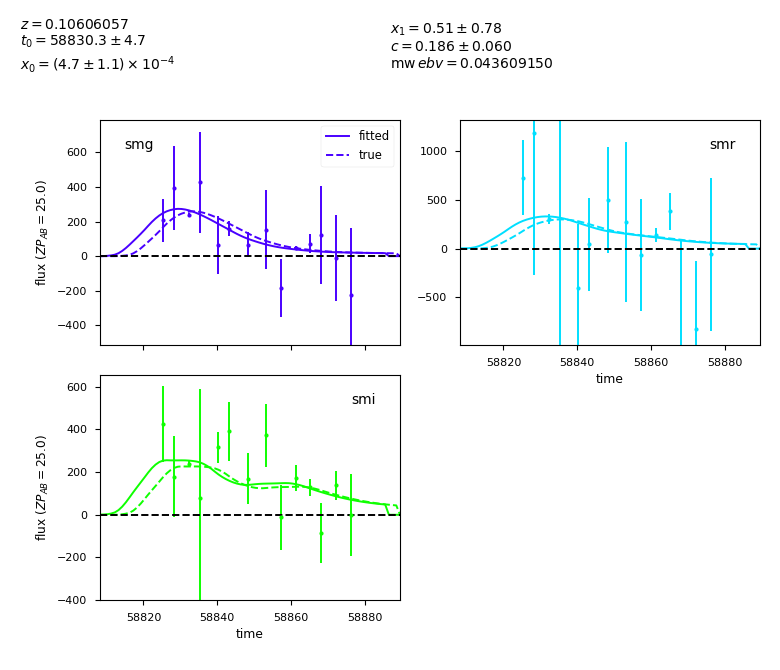 z = 0.10606057
t₀ = 58830.3 ± 4.7
x₀ = (4.7 ± 1.1) × 10⁻⁴
x₁ = 0.51 ± 0.78
c = 0.186 ± 0.060
mw ebv = 0.043609150
smg
fitted
true
600
400
200
0
−200
−400
flux (ZP_AB = 25.0)
smr
1000
500
0
−500
58820
58840
58860
58880
time
smi
600
400
200
0
−200
−400
flux (ZP_AB = 25.0)
58820
58840
58860
58880
time